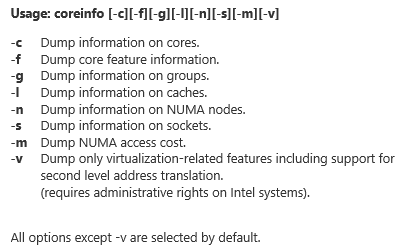 Usage: coreinfo [-c][-f][-g][-l][-n][-s][-m][-v]
-c Dump information on cores.
-f Dump core feature information.
-g Dump information on groups.
-l Dump information on caches.
-n Dump information on NUMA nodes.
-s Dump information on sockets.
-m Dump NUMA access cost.
-v Dump only virtualization-related features including support for
second level address translation.
(requires administrative rights on Intel systems).
All options except -v are selected by default.